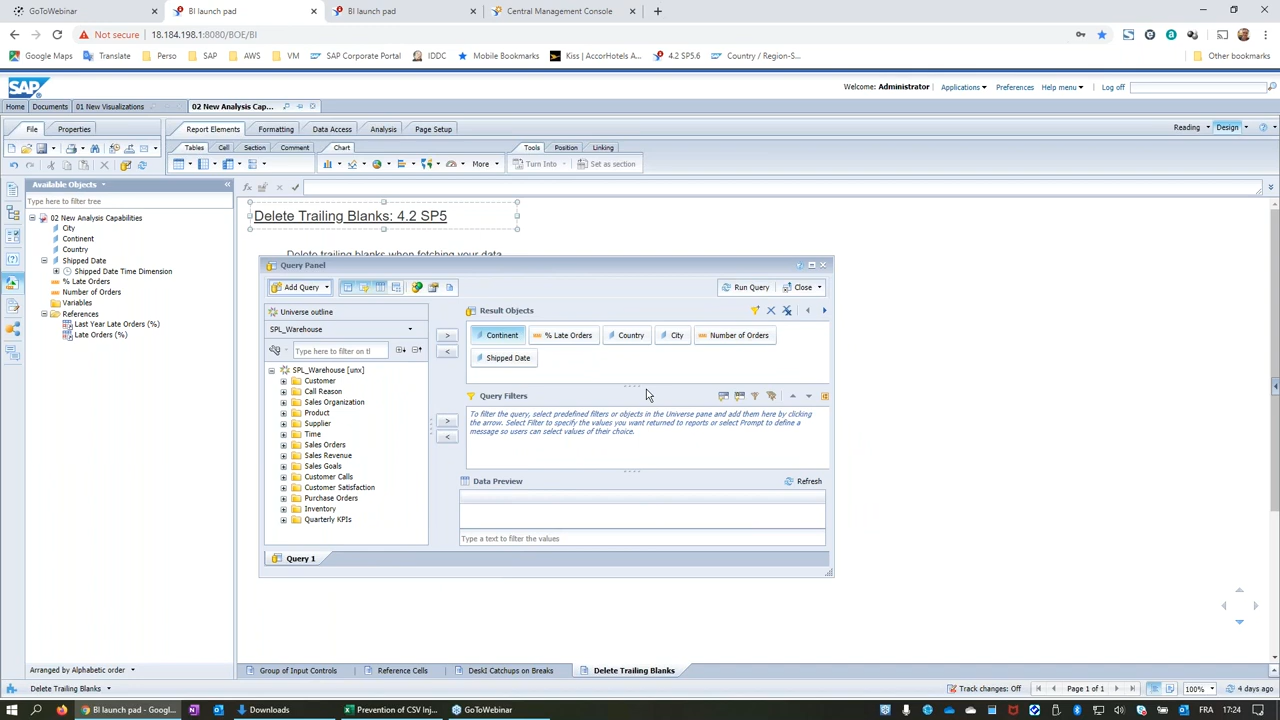 GoToWebinar
BI launch pad
BI launch pad
Central Management Console
Not secure
18.184.198.1:8080/BOE/BI
Google Maps
Translate
Perso
SAP
AWS
VM
SAP Corporate Portal
IDDC
Mobile Bookmarks
Kiss | AccorHotels A...
4.2 SP5.6
Country / Region-S...
Other bookmarks
SAP
Welcome: Administrator
Applications
Preferences
Help menu
Log off
Home
Documents
01 New Visualizations
02 New Analysis Cap...
File
Properties
Report Elements
Formatting
Data Access
Analysis
Page Setup
Reading
Design
Tables
Cell
Section
Comment
Chart
Tools
Position
Linking
More
Turn Into
Set as section
Available Objects
Type here to filter tree
02 New Analysis Capabilities
City
Continent
Country
Shipped Date
Shipped Date Time Dimension
% Late Orders
Number of Orders
Variables
References
Last Year Late Orders (%)
Late Orders (%)
Arranged by Alphabetic order
Delete Trailing Blanks: 4.2 SP5
Delete trailing blanks when fetching your data
Query Panel
Add Query
Run Query
Close
Universe outline
SPL_Warehouse
Type here to filter on tl
SPL_Warehouse [unx]
Customer
Call Reason
Sales Organization
Product
Supplier
Time
Sales Orders
Sales Revenue
Sales Goals
Customer Calls
Customer Satisfaction
Purchase Orders
Inventory
Quarterly KPIs
Result Objects
Continent
% Late Orders
Country
City
Number of Orders
Shipped Date
Query Filters
To filter the query, select predefined filters or objects in the Universe pane and add them here by clicking
the arrow. Select Filter to specify the values you want returned to reports or select Prompt to define a
message so users can select values of their choice.
Data Preview
Refresh
Type a text to filter the values
Query 1
Group of Input Controls
Reference Cells
DeskI Catchups on Breaks
Delete Trailing Blanks
Delete Trailing Blanks
Track changes: Off
Page 1 of 1
100%
4 days ago
BI launch pad - Googl...
Downloads
Prevention of CSV Inj...
GoToWebinar
FRA
17:24